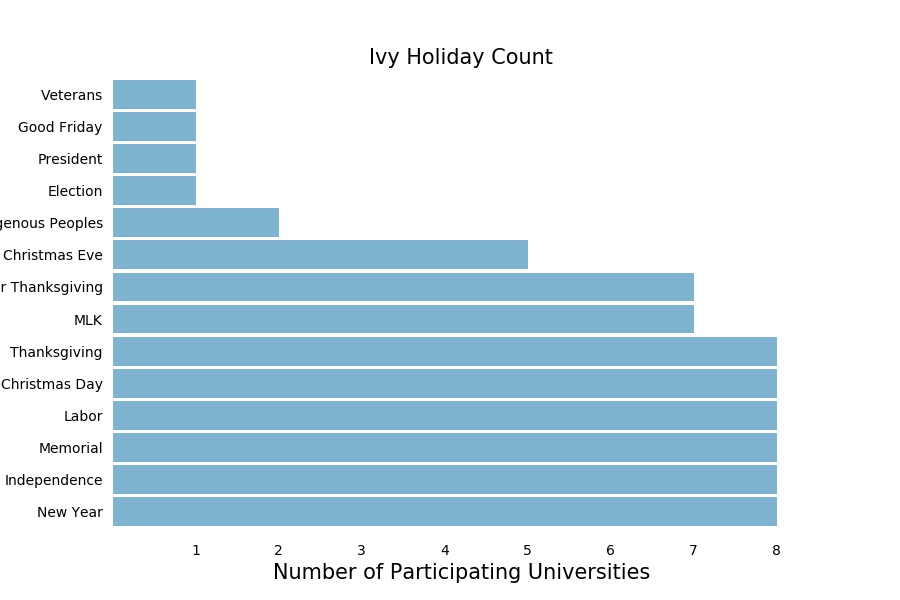 Ivy Holiday Count
Veterans
Good Friday
President
Election
Peoples
Christmas Eve
Thanksgiving
MLK
Thanksgiving
Christmas Day
Labor
Memorial
Independence
New Year
1 2 3 4 5 6 7 8
Number of Participating Universities